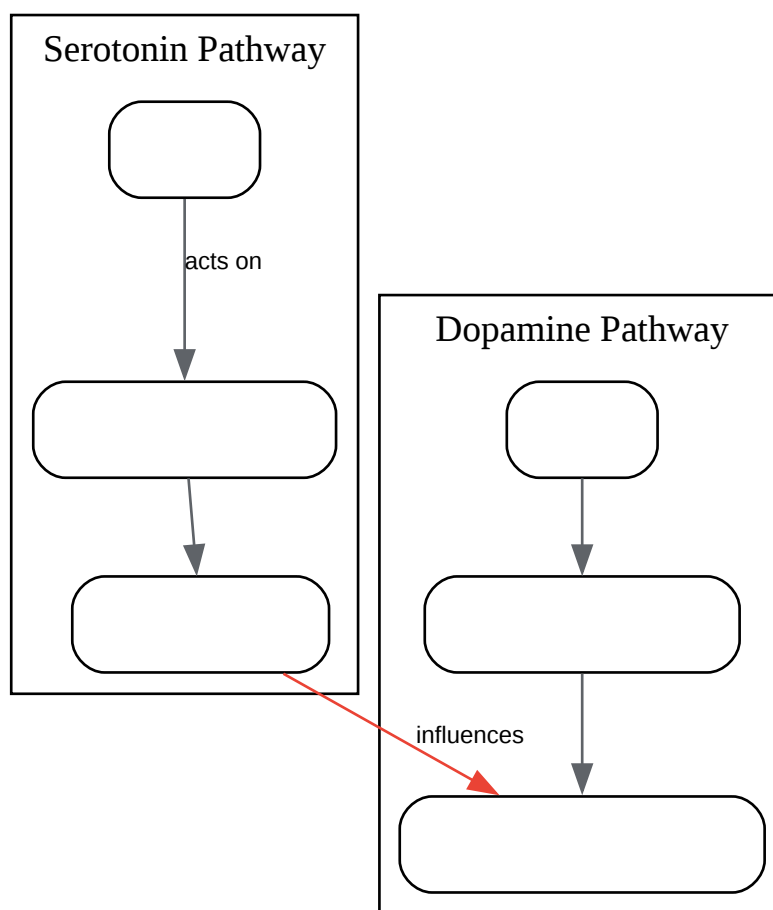 Serotonin Pathway
acts on
Dopamine Pathway
influences